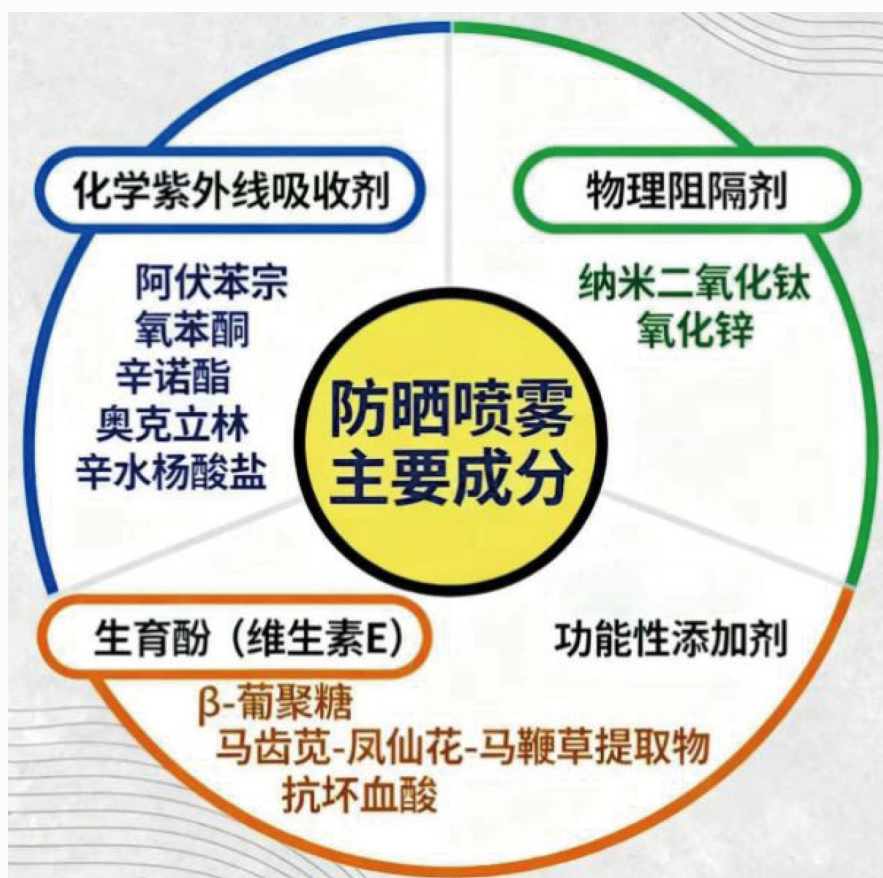 化学紫外线吸收剂
阿伏苯宗
氧苯酮
辛诺酯
奥克立林
辛水杨酸盐
物理阻隔剂
纳米二氧化钛
氧化锌
防晒喷雾
主要成分
生育酚（维生素E）
功能性添加剂
β-葡聚糖
马齿苋-凤仙花-马鞭草提取物
抗坏血酸